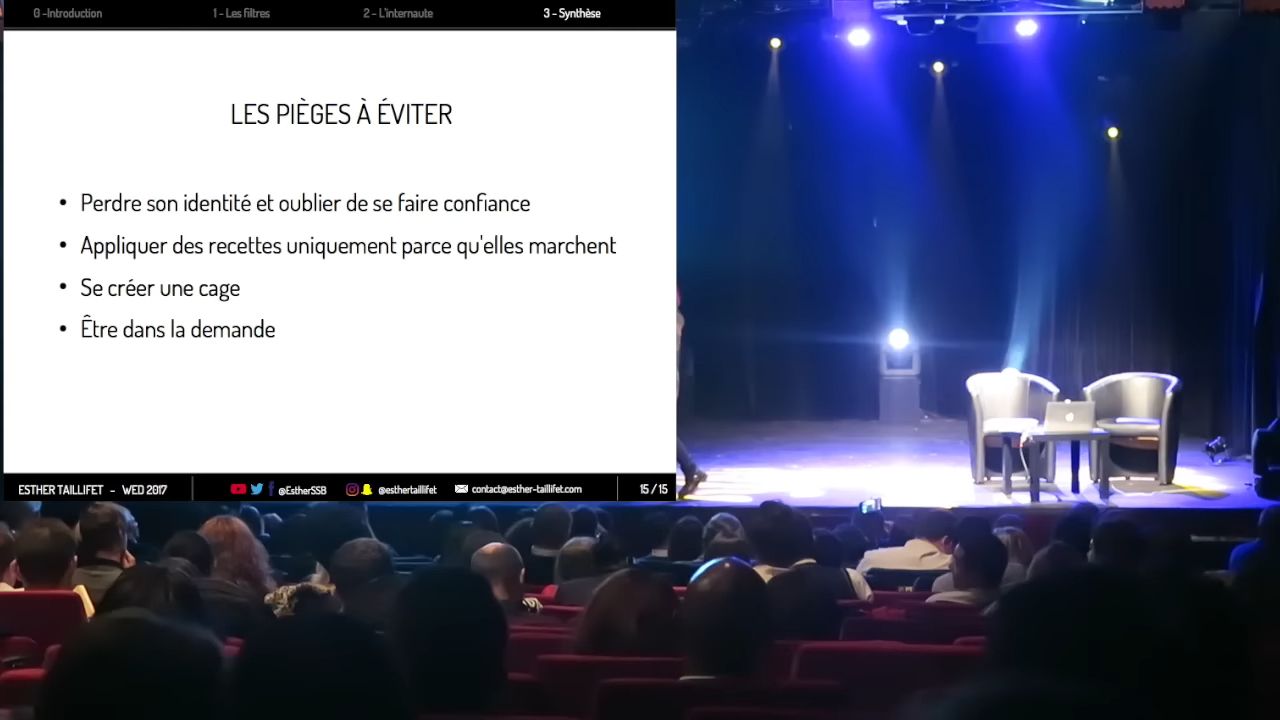 0 -Introduction
1 - Les filtres
2 - L'internaute
3 - Synthèse
LES PIÈGES À ÉVITER
• Perdre son identité et oublier de se faire confiance
• Appliquer des recettes uniquement parce qu'elles marchent
• Se créer une cage
• Être dans la demande
ESTHER TAILLIFET - WED 2017
@EstherSSB
@esthertaillifet
contact@esther-taillifet.com
15 / 15